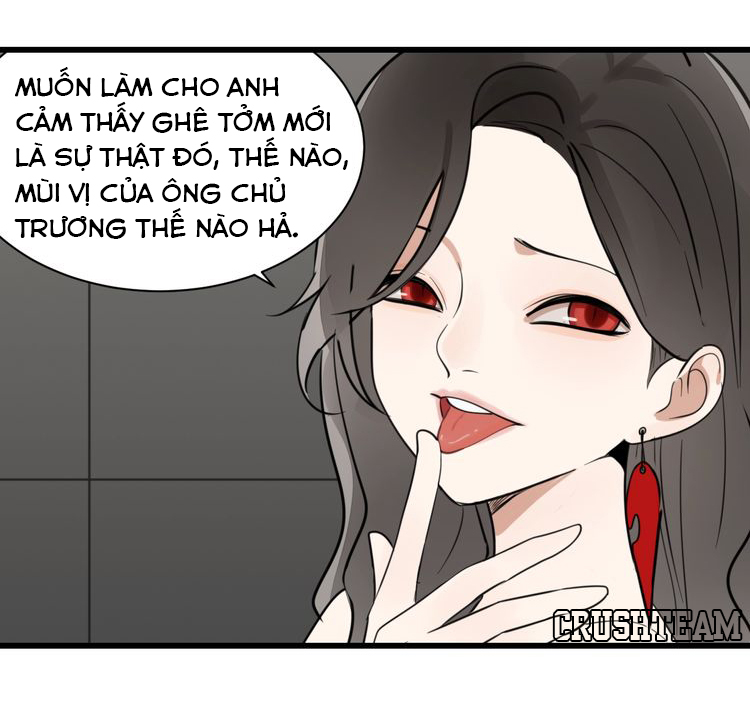 MUỐN LÀM CHO ANH
CẢM THẤY GHÊ TỞM MỚI
LÀ SỰ THẬT ĐÓ, THẾ NÀO,
MÙI VỊ CỦA ÔNG CHỦ
TRƯƠNG THẾ NÀO HẢ.
CRUSHTEAM